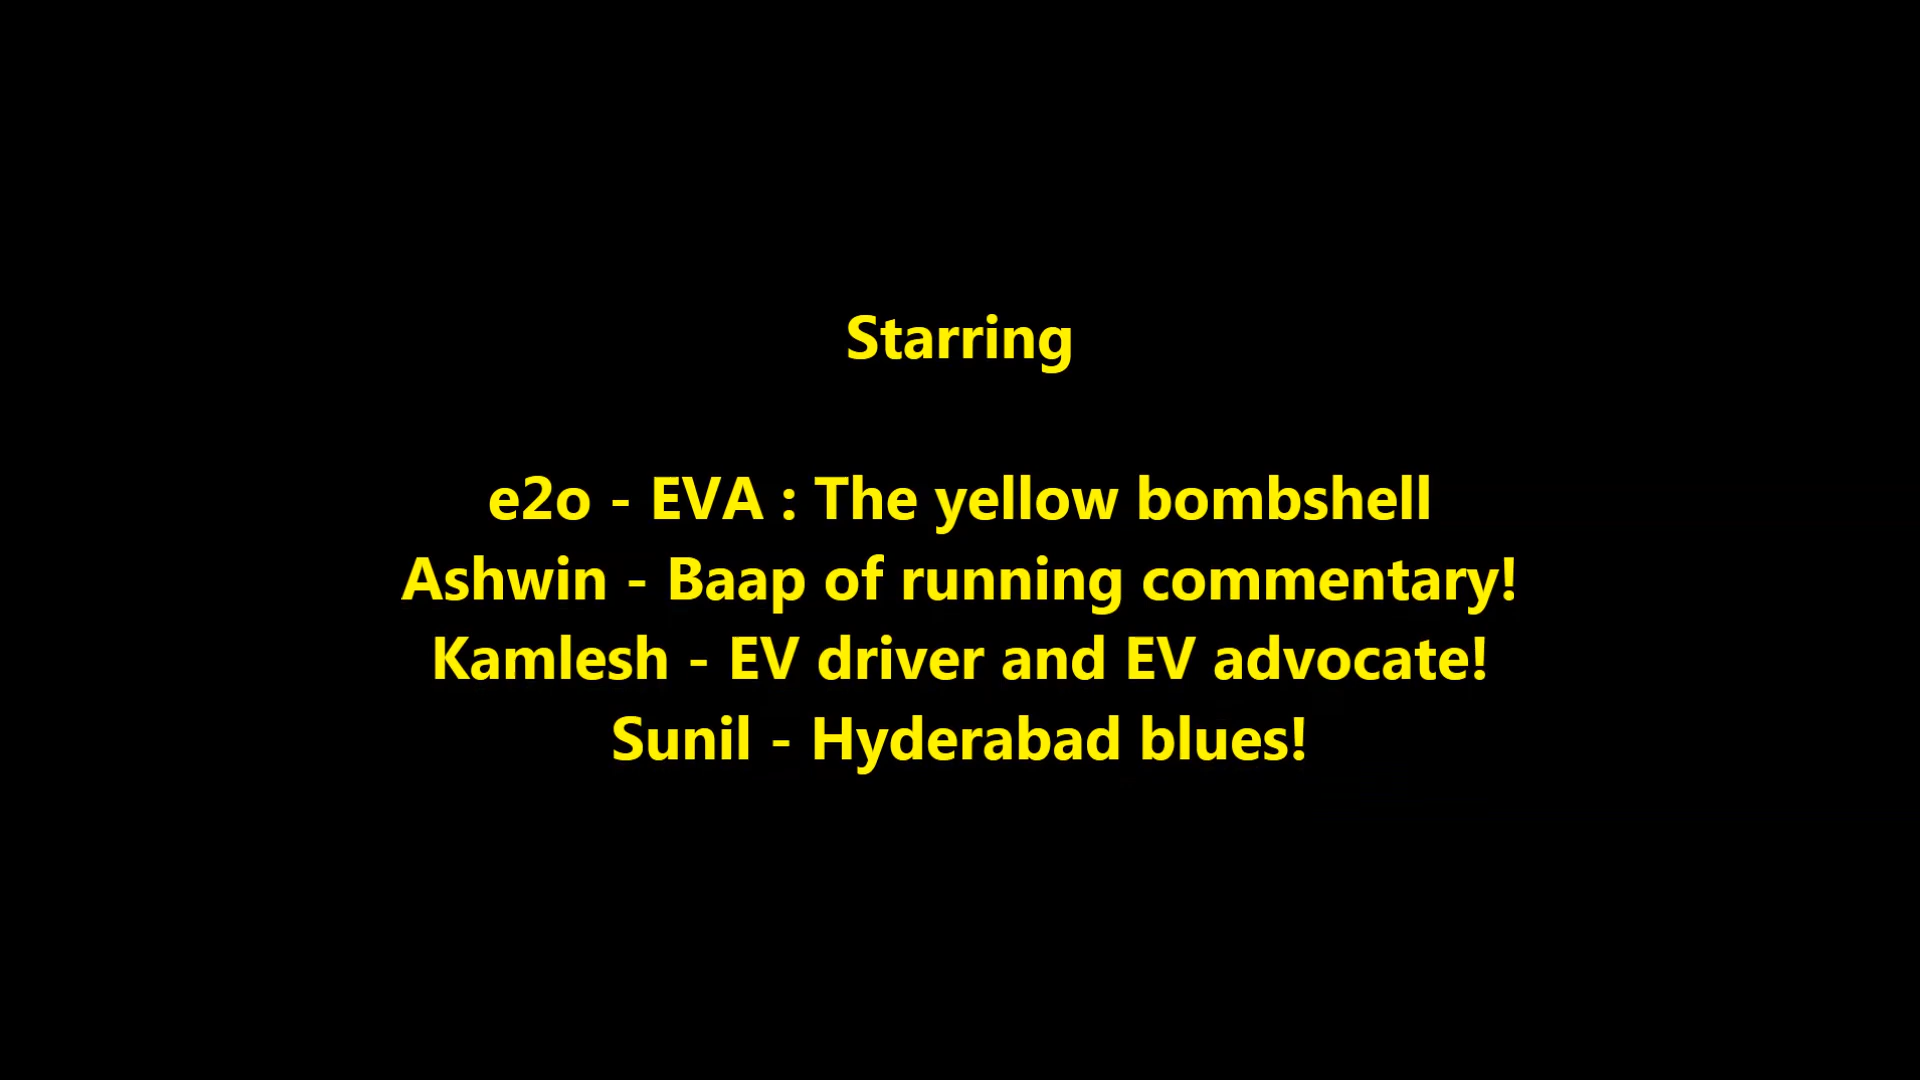 Starring
e2o - EVA : The yellow bombshell
Ashwin - Baap of running commentary!
Kamlesh - EV driver and EV advocate!
Sunil - Hyderabad blues!